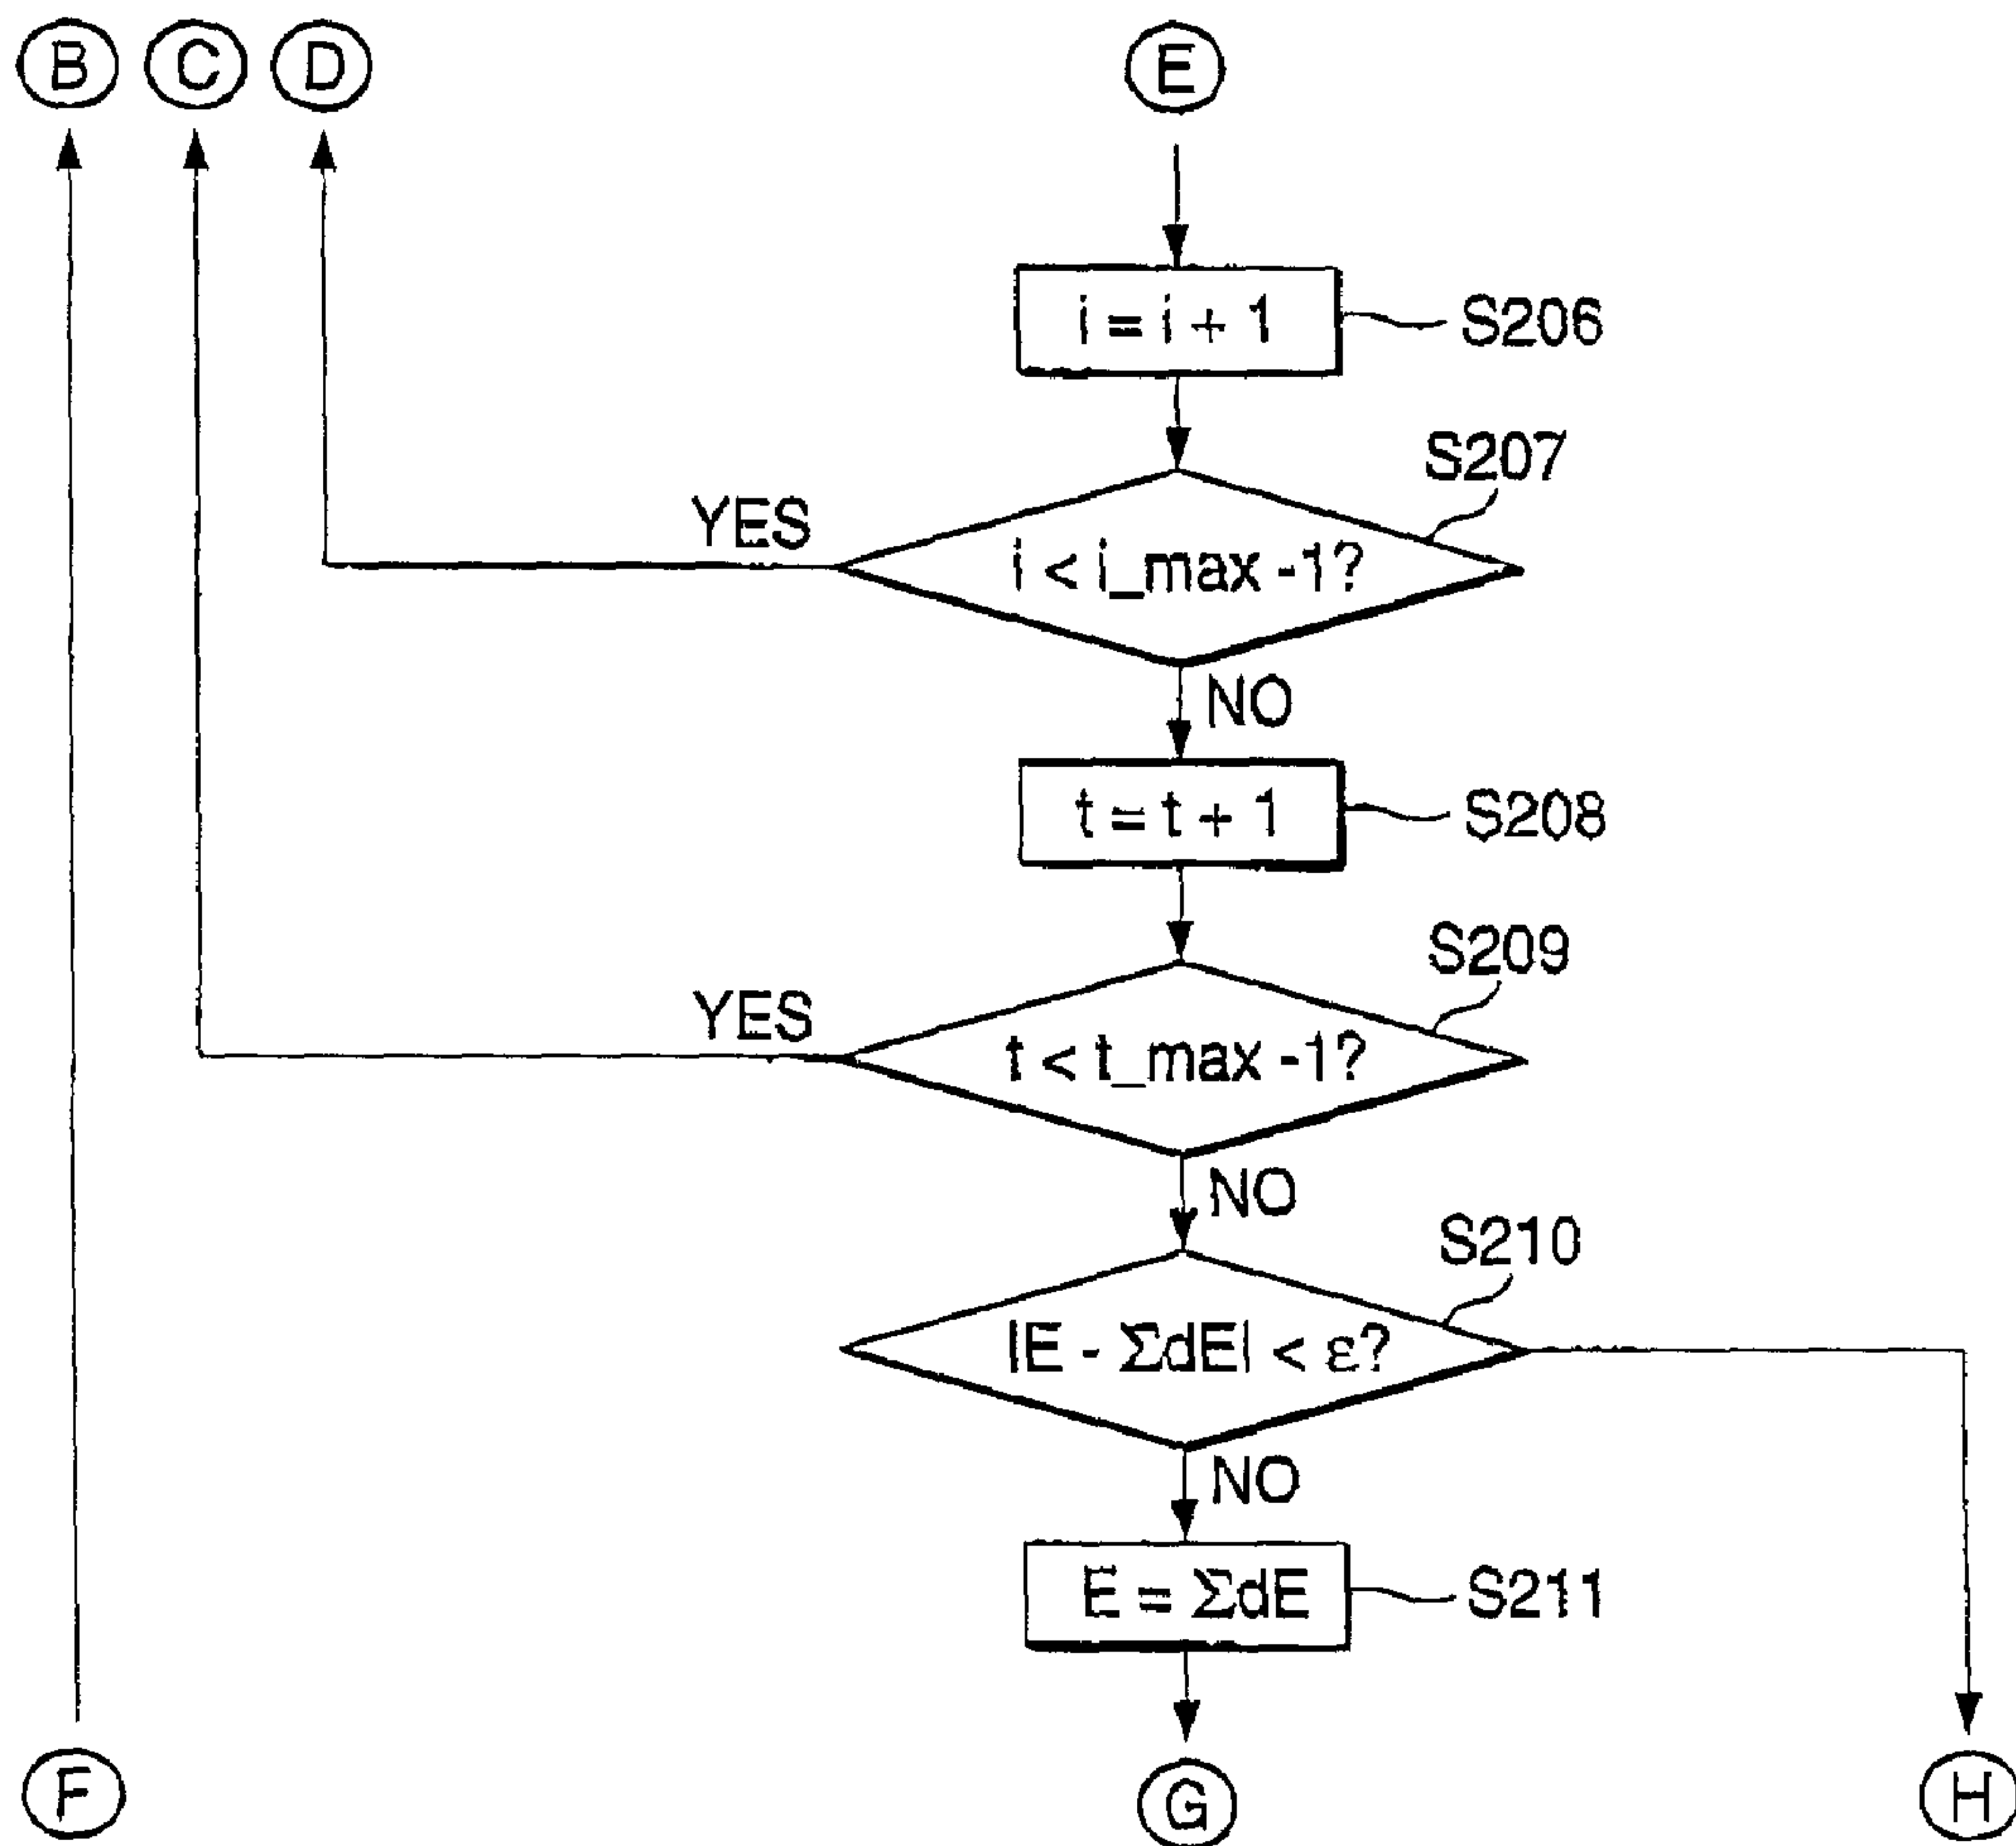 B C D E
i = i + 1 S206
S207
YES
i < i_max -1?
NO
t = t + 1 S208
S209
YES
t < t_max -1?
NO
S210
|E - ΣdE| < ε?
NO
E = ΣdE S211
F G H